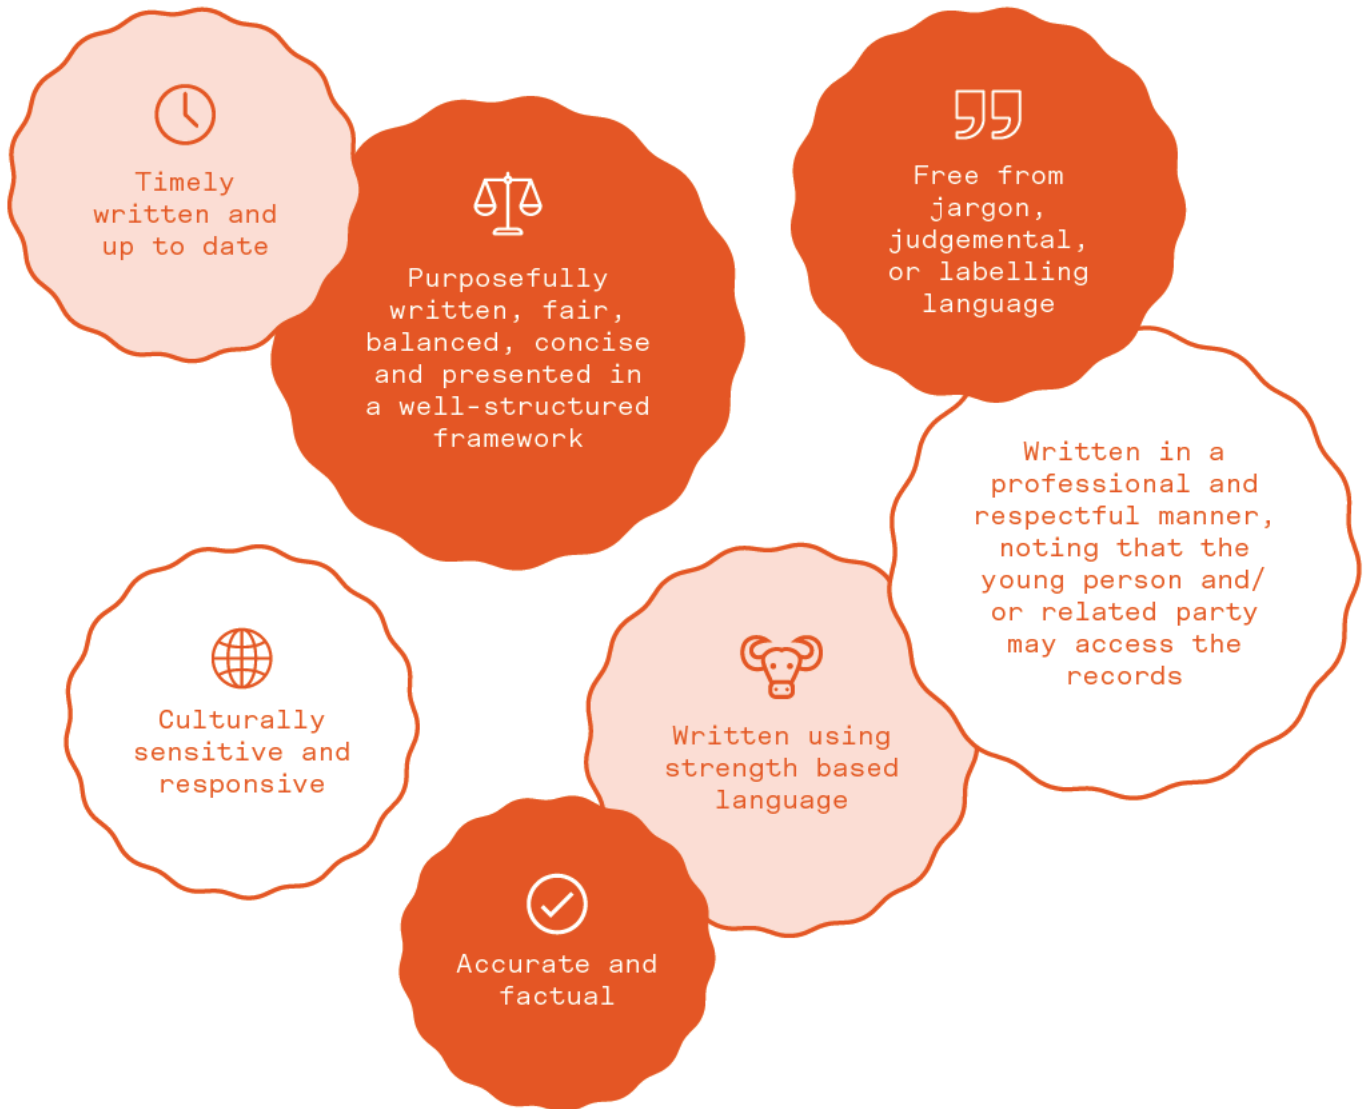 Timely
written and
up to date
Purposefully
written, fair,
balanced, concise
and presented in
a well-structured
framework
Free from
jargon,
judgemental,
or labelling
language
Written in a
professional and
respectful manner,
noting that the
young person and/
or related party
may access the
records
Culturally
sensitive and
responsive
Written using
strength based
language
Accurate and
factual